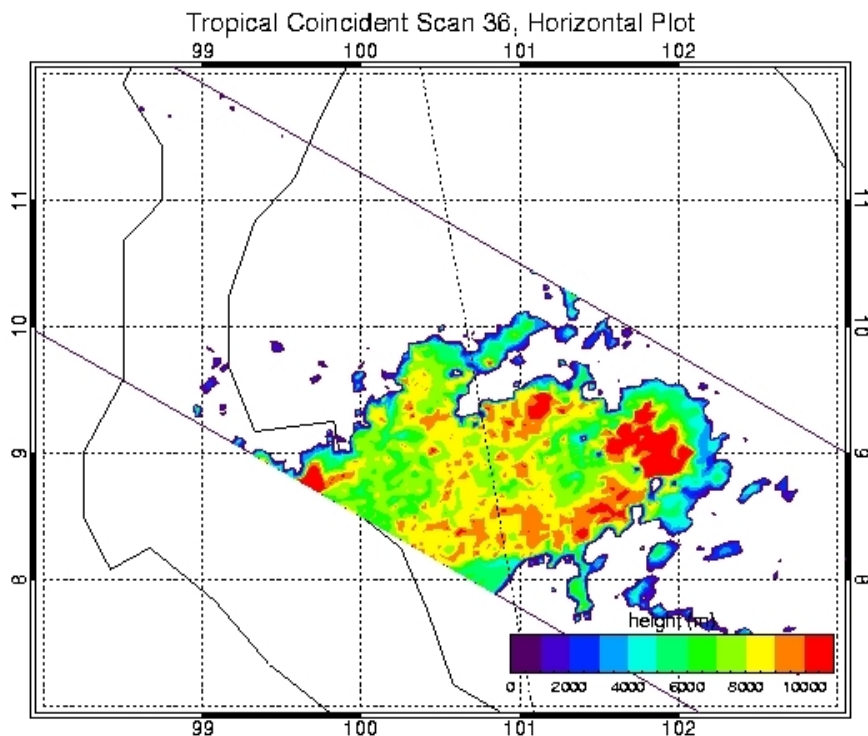 Tropical Coincident Scan 36, Horizontal Plot
99 100 101 102
11 11
10 10
9 9
8 8
height (m)
0 2000 4000 6000 8000 10000
99 100 101 102